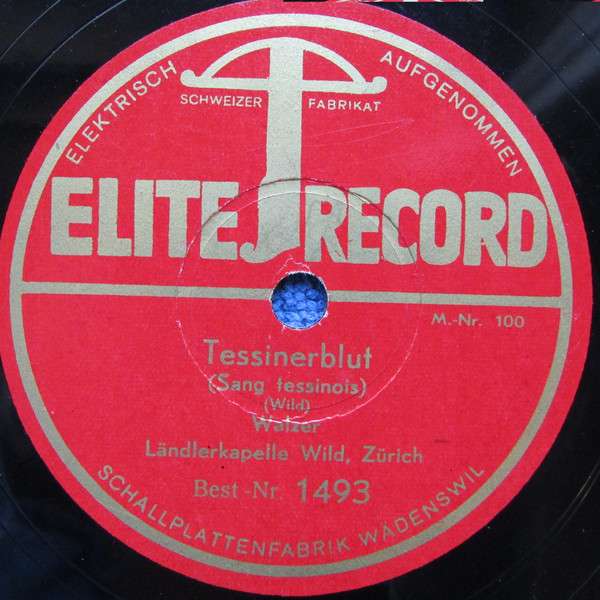 ELEKTRISCH AUFGENOMMEN
SCHWEIZER FABRIKAT
ELITE RECORD
M.-Nr. 100
Tessinerblut
(Sang tessinois)
(Wild)
Walzer
Ländlerkapelle Wild, Zürich
Best.-Nr. 1493
SCHALLPLATTENFABRIK WÄDENSWIL